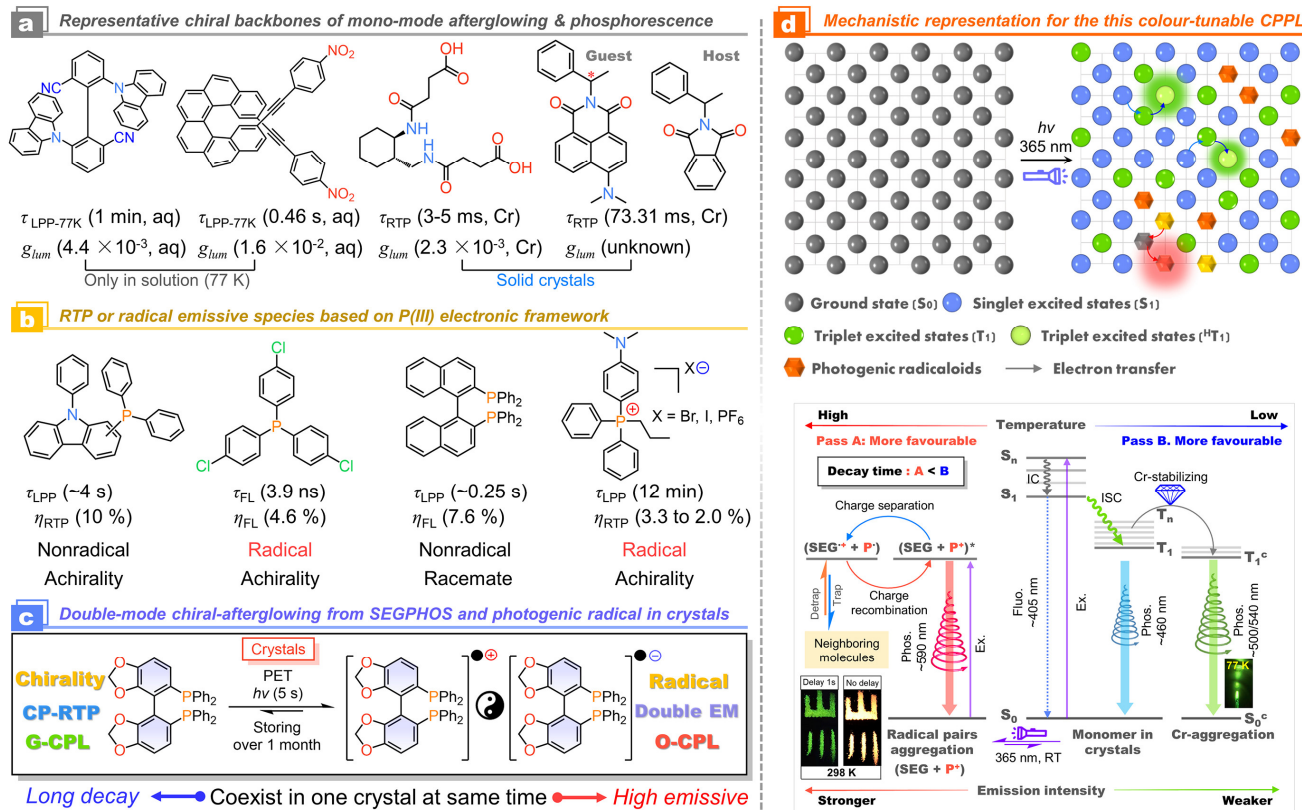 a Representative chiral backbones of mono-mode afterglowing & phosphorescence
NC
N
N
CN
NO2
NO2
OH
O
O
NH
NH
O
O
OH
Guest
*
O N O
N
Host
N
O
O
τ LPP-77K (1 min, aq)
g lum (4.4 ×10-3, aq)
τ LPP-77K (0.46 s, aq)
g lum (1.6 ×10-2, aq)
τ RTP (3-5 ms, Cr)
g lum (2.3 ×10-3, Cr)
τ RTP (73.31 ms, Cr)
g lum (unknown)
Only in solution (77 K)
Solid crystals
b RTP or radical emissive species based on P(III) electronic framework
N
P
Cl
P
Cl
Cl
PPh2
PPh2
N
P
⊕
X⊖
X = Br, I, PF6
τLPP (~4 s)
ηRTP (10 %)
Nonradical
Achirality
τFL (3.9 ns)
ηFL (4.6 %)
Radical
Achirality
τLPP (~0.25 s)
ηFL (7.6 %)
Nonradical
Racemate
τLPP (12 min)
ηRTP (3.3 to 2.0 %)
Radical
Achirality
c Double-mode chiral-afterglowing from SEGPHOS and photogenic radical in crystals
Chirality
CP-RTP
G-CPL
O
O
O
O
PPh2
PPh2
Crystals
PET
hv (5 s)
Storing
over 1 month
O
O
O
O
PPh2
PPh2
●⊕
O
O
O
O
PPh2
PPh2
●⊖
Radical
Double EM
O-CPL
Long decay
Coexist in one crystal at same time
High emissive
d Mechanistic representation for the this colour-tunable CPPL
hv
365 nm
Ground state (S0)
Singlet excited states (S1)
Triplet excited states (T1)
Triplet excited states (HT1)
Photogenic radicaloids
Electron transfer
High
Temperature
Low
Pass A: More favourable
Pass B. More favourable
Decay time : A < B
Sn
IC
S1
ISC
Cr-stabilizing
Tn
T1
T1c
Charge separation
(SEG·+ + P·)
(SEG + P+)*
Charge recombination
Detrap
Trap
Neighboring
molecules
Phos.
~590 nm
Ex.
Fluo.
~405 nm
Ex.
Phos.
~460 nm
Phos.
~500/540 nm
77 K
Delay 1s
No delay
298 K
S0
S0c
Radical pairs
aggregation
(SEG + P+)
365 nm, RT
Monomer in
crystals
Cr-aggregation
Stronger
Emission intensity
Weaker